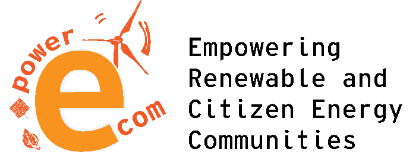 power
e
com
Empowering
Renewable and
Citizen Energy
Communities